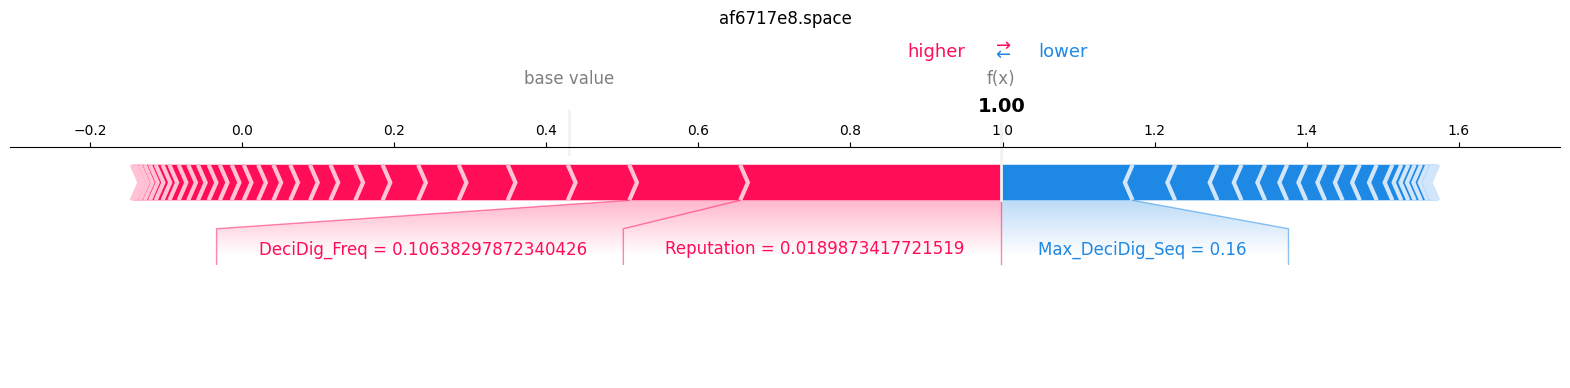 af6717e8.space
higher ⇄ lower
base value f(x)
1.00
−0.2 0.0 0.2 0.4 0.6 0.8 1.0 1.2 1.4 1.6
DeciDig_Freq = 0.10638297872340426 Reputation = 0.0189873417721519 Max_DeciDig_Seq = 0.16